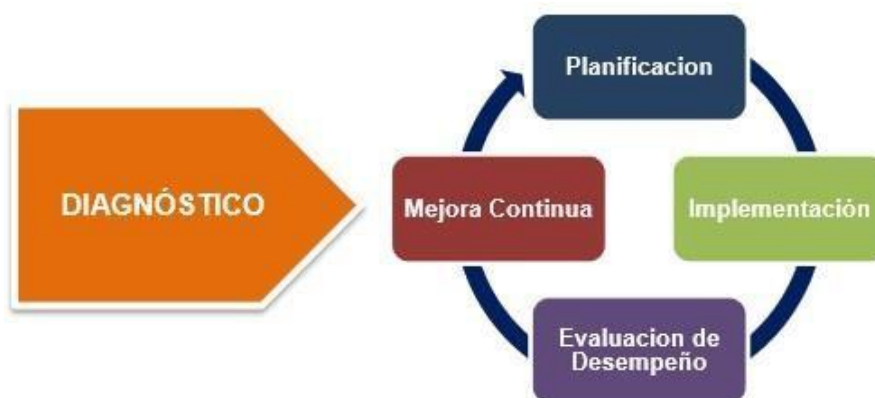 DIAGNÓSTICO
Planificacion
Mejora Continua
Implementación
Evaluacion de
Desempeño